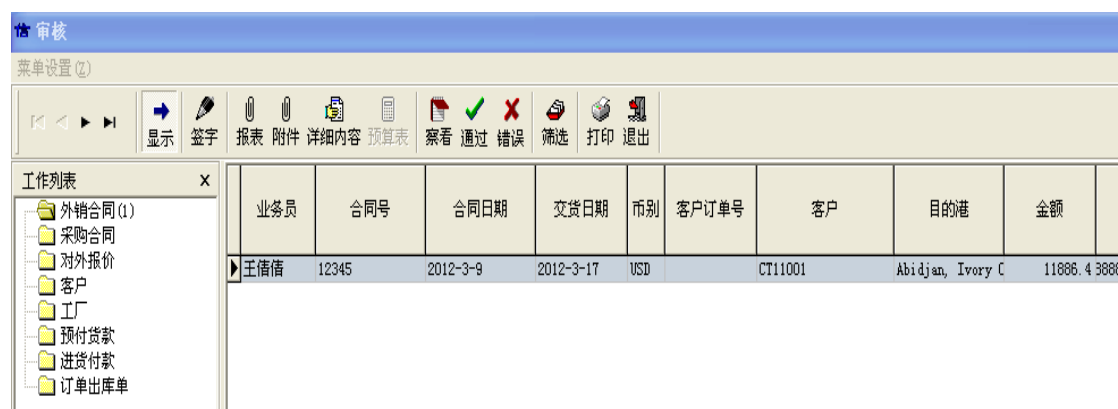 审核
菜单设置(Z)
显示 签字 报表 附件 详细内容 预算表 察看 通过 错误 筛选 打印 退出
工作列表 x
外销合同(1)
采购合同
对外报价
客户
工厂
预付货款
进货付款
订单出库单
业务员 合同号 合同日期 交货日期 币别 客户订单号 客户 目的港 金额
王倩倩 12345 2012-3-9 2012-3-17 USD CT11001 Abidjan, Ivory C 11886.4